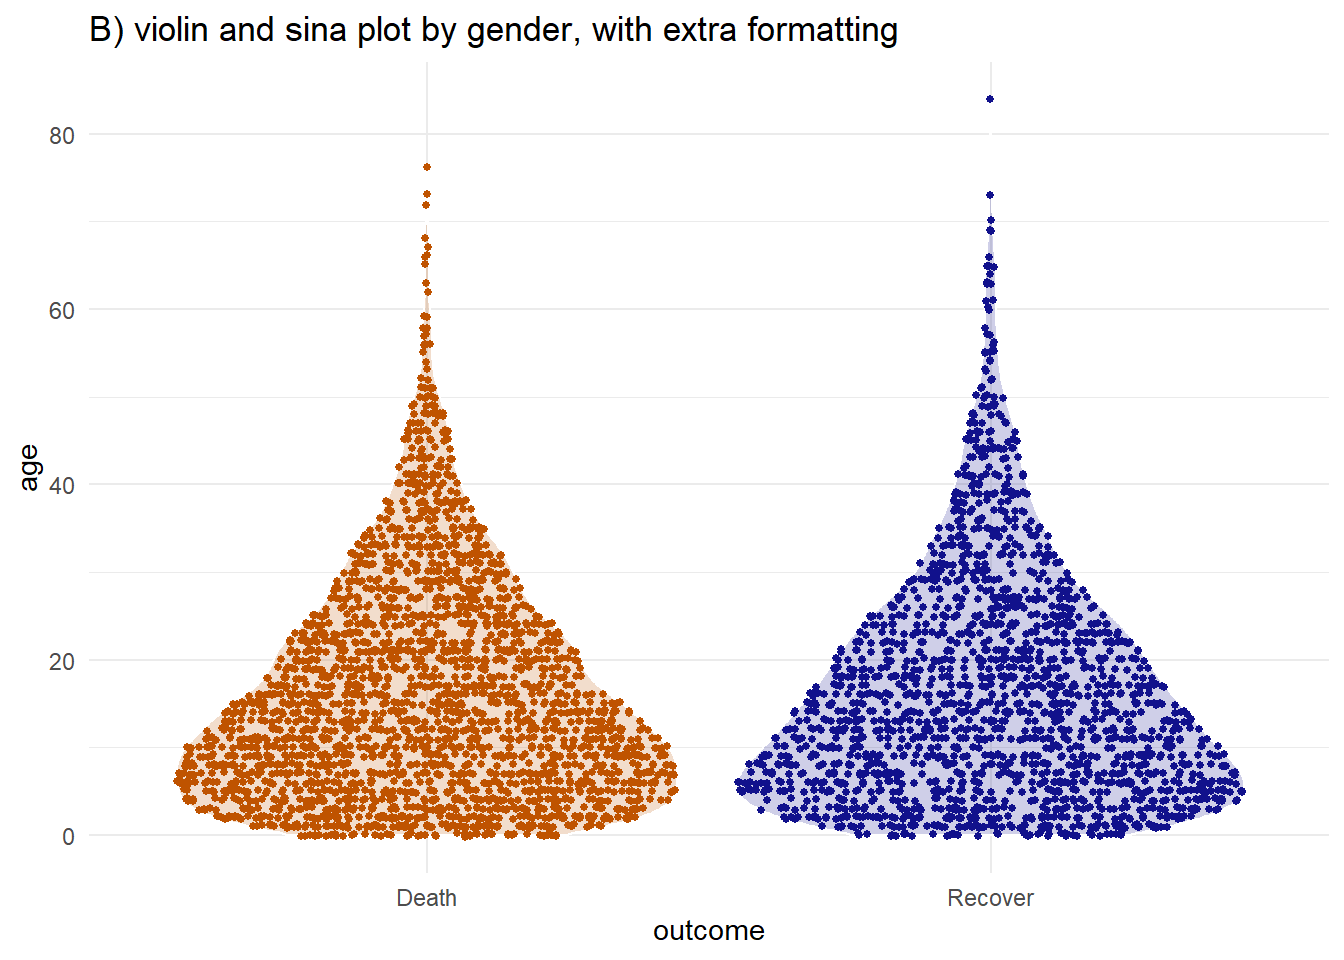 B) violin and sina plot by gender, with extra formatting
80
60
40
20
0
age
Death
Recover
outcome